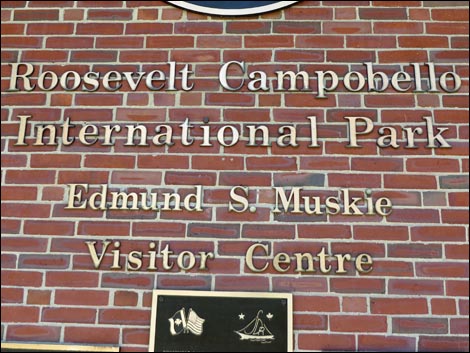 Roosevelt Campobello
International Park
Edmund S. Muskie
Visitor Centre